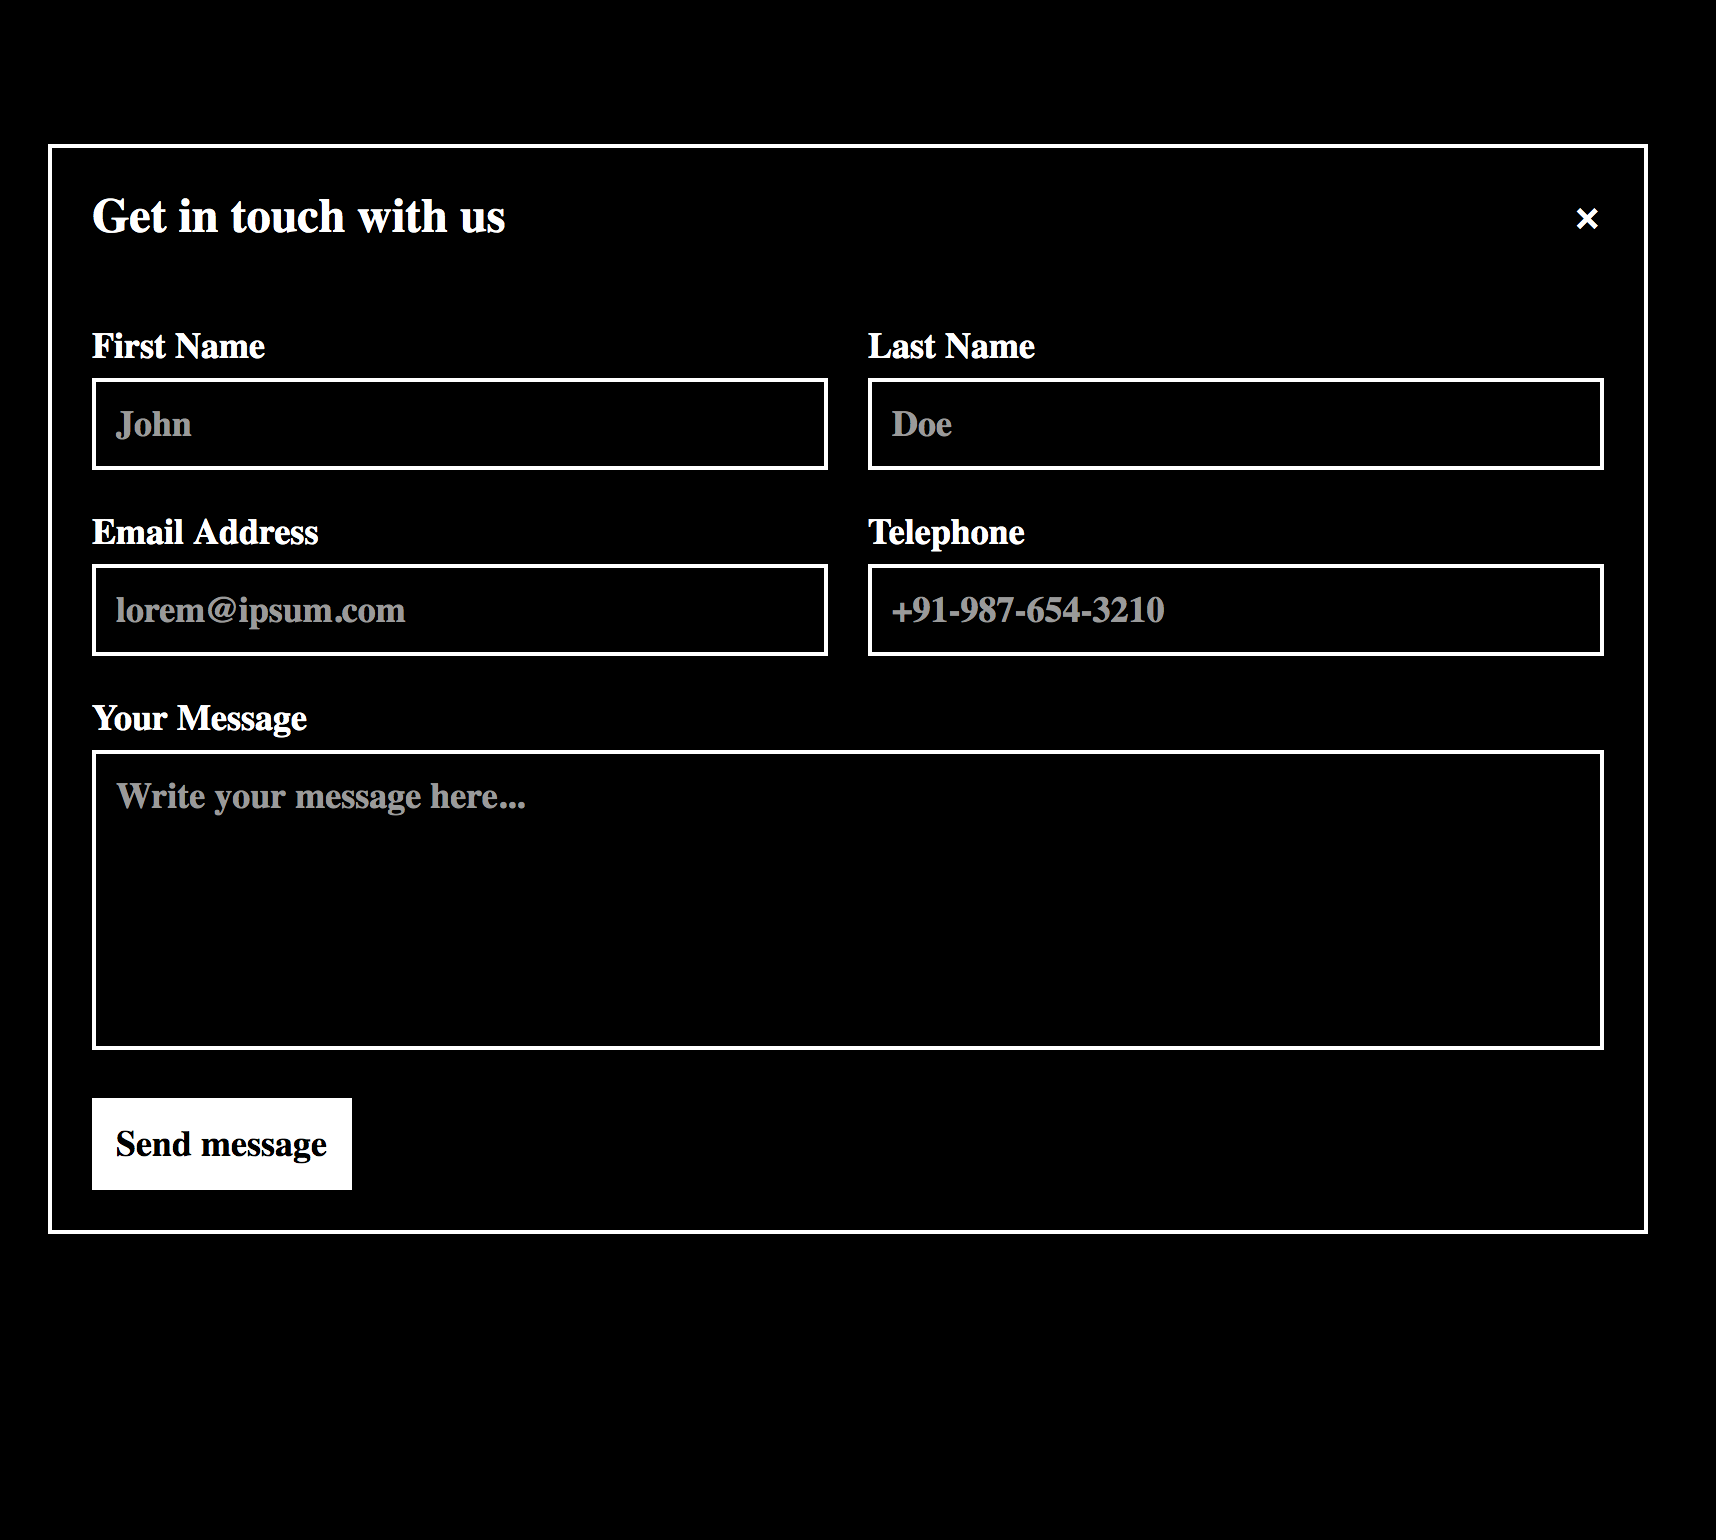 Get in touch with us ×
First Name Last Name
John Doe
Email Address Telephone
lorem@ipsum.com +91-987-654-3210
Your Message
Write your message here...
Send message